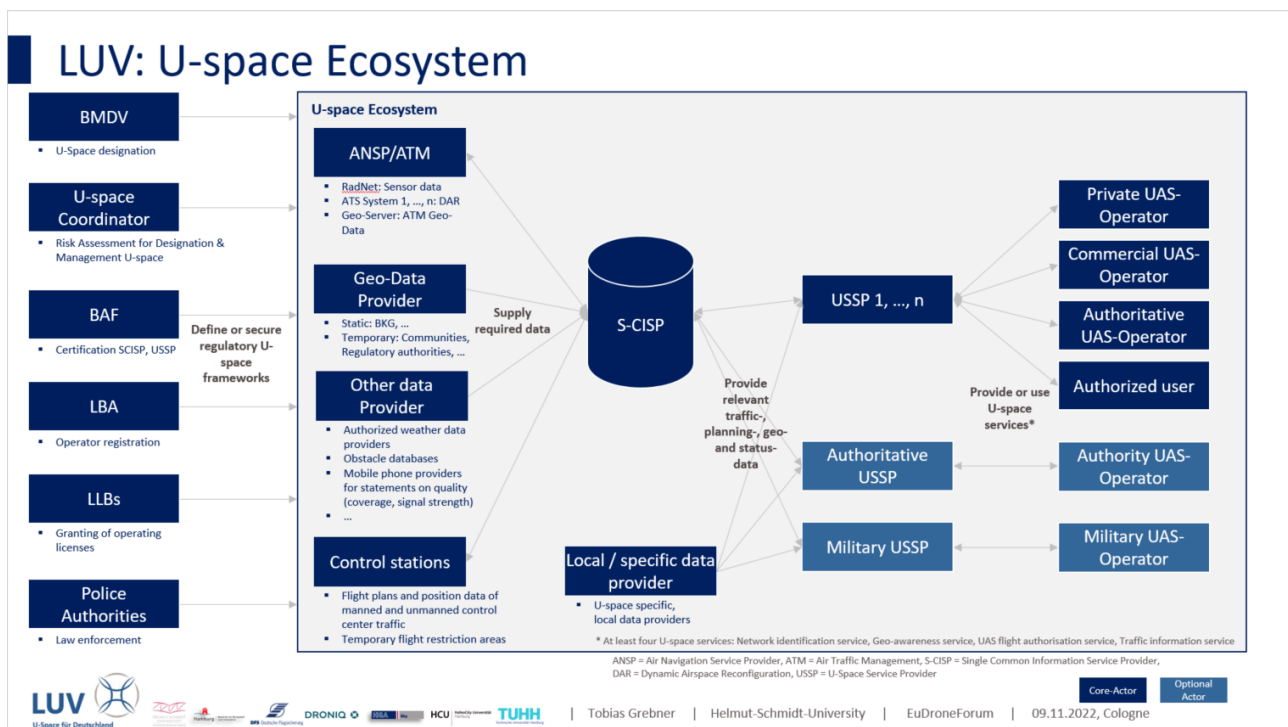 LUV: U-space Ecosystem
BMDV
▪ U-Space designation
U-space
Coordinator
▪ Risk Assessment for Designation &
Management U-space
BAF
▪ Certification SCISP, USSP
LBA
▪ Operator registration
LLBs
▪ Granting of operating
licenses
Police
Authorities
▪ Law enforcement
Define or secure
regulatory U-
space
frameworks
U-space Ecosystem
ANSP/ATM
▪ RadNet: Sensor data
▪ ATS System 1, ..., n: DAR
▪ Geo-Server: ATM Geo-
Data
Geo-Data
Provider
▪ Static: BKG, ...
▪ Temporary: Communities,
Regulatory authorities, ...
Other data
Provider
▪ Authorized weather data
providers
▪ Obstacle databases
▪ Mobile phone providers
for statements on quality
(coverage, signal strength)
▪ ...
Control stations
▪ Flight plans and position data of
manned and unmanned control
center traffic
▪ Temporary flight restriction areas
Supply
required data
S-CISP
Local / specific data
provider
▪ U-space specific,
local data providers
Provide
relevant
traffic-,
planning-, geo-
and status-
data
USSP 1, ..., n
Authoritative
USSP
Military USSP
Provide or use
U-space
services*
Private UAS-
Operator
Commercial UAS-
Operator
Authoritative
UAS-Operator
Authorized user
Authority UAS-
Operator
Military UAS-
Operator
* At least four U-space services: Network identification service, Geo-awareness service, UAS flight authorisation service, Traffic information service
ANSP = Air Navigation Service Provider, ATM = Air Traffic Management, S-CISP = Single Common Information Service Provider,
DAR = Dynamic Airspace Reconfiguration, USSP = U-Space Service Provider
Core-Actor
Optional
Actor
LUV
U-Space für Deutschland
Hamburg
DFS Deutsche Flugsicherung
DRONIQ
HCU HafenCity Universität
Hamburg
TUHH
| Tobias Grebner | Helmut-Schmidt-University | EuDroneForum | 09.11.2022, Cologne